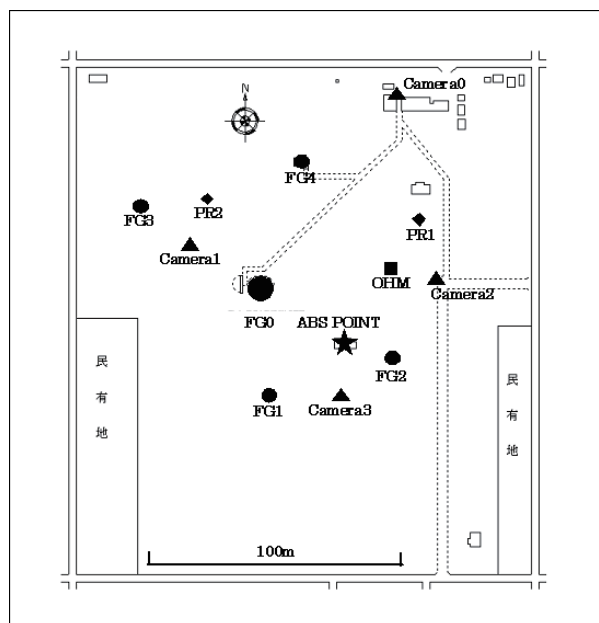 Camera0
N
FG4
FG3
PR2
PR1
Camera1
OHM
Camera2
FG0
ABS POINT
FG2
FG1
Camera3
民有地
民有地
100m